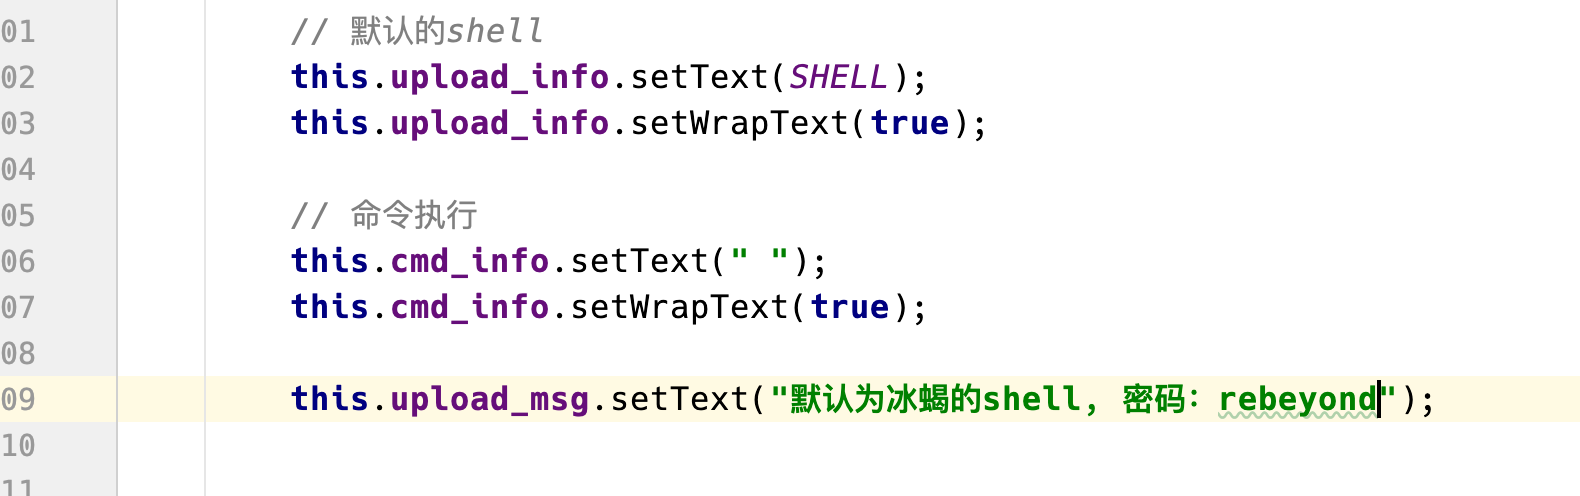 01 // 默认的shell
02 this.upload_info.setText(SHELL);
03 this.upload_info.setWrapText(true);
04
05 // 命令执行
06 this.cmd_info.setText(" ");
07 this.cmd_info.setWrapText(true);
08
09 this.upload_msg.setText("默认为冰蝎的shell, 密码：rebeyond");
10
11